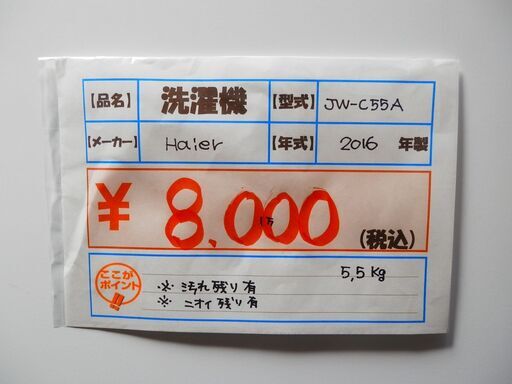 【品名】 洗濯機 【型式】 JW-C55A
【メーカー】 Haier 【年式】 2016 年製
¥ 8,000 (税込)
ここが
ポイント
5,5kg
※ 汚れ残り有
※ ニオイ残り有